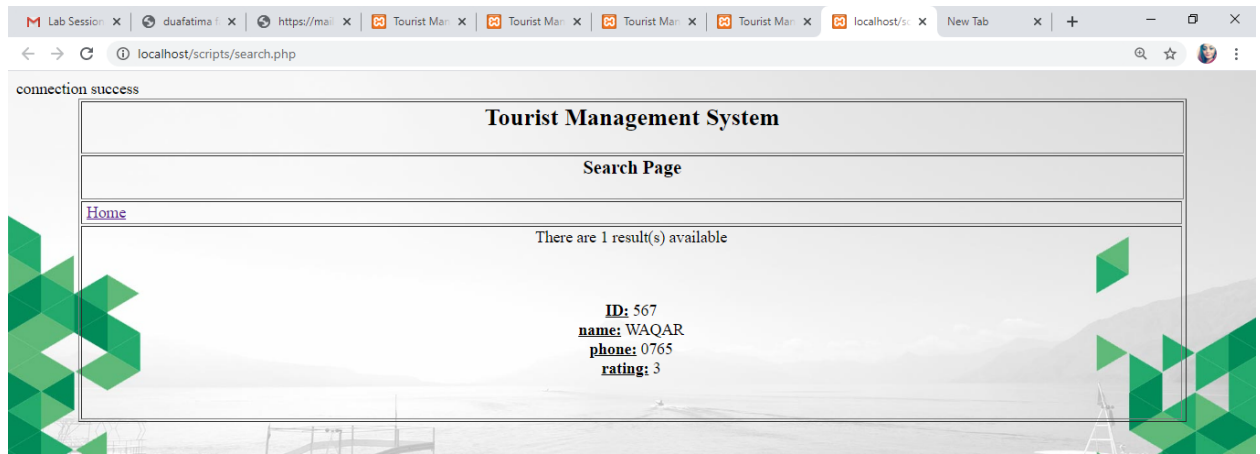 Lab Session
duafatima f
https://mail
Tourist Man
Tourist Man
Tourist Man
Tourist Man
localhost/sc
New Tab
localhost/scripts/search.php
connection success
Tourist Management System
Search Page
Home
There are 1 result(s) available
ID: 567
name: WAQAR
phone: 0765
rating: 3